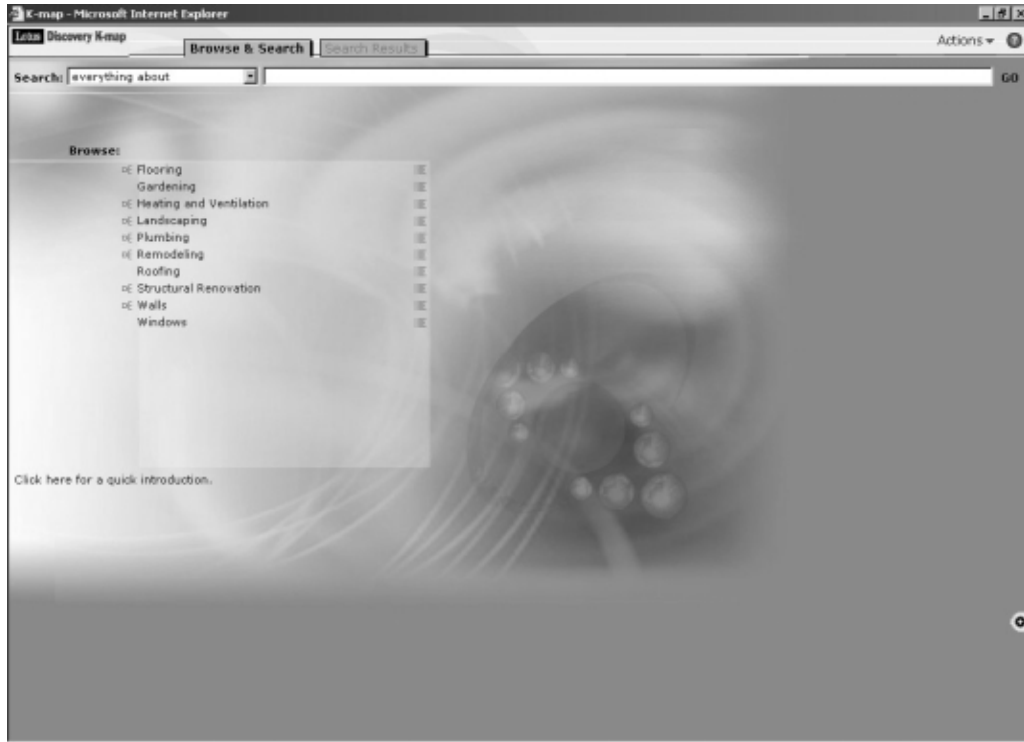 K-map - Microsoft Internet Explorer
Lotus Discovery K-map
Browse & Search
Search Results
Actions
Search: everything about
GO
Browse:
Flooring
Gardening
Heating and Ventilation
Landscaping
Plumbing
Remodeling
Roofing
Structural Renovation
Walls
Windows
Click here for a quick introduction.